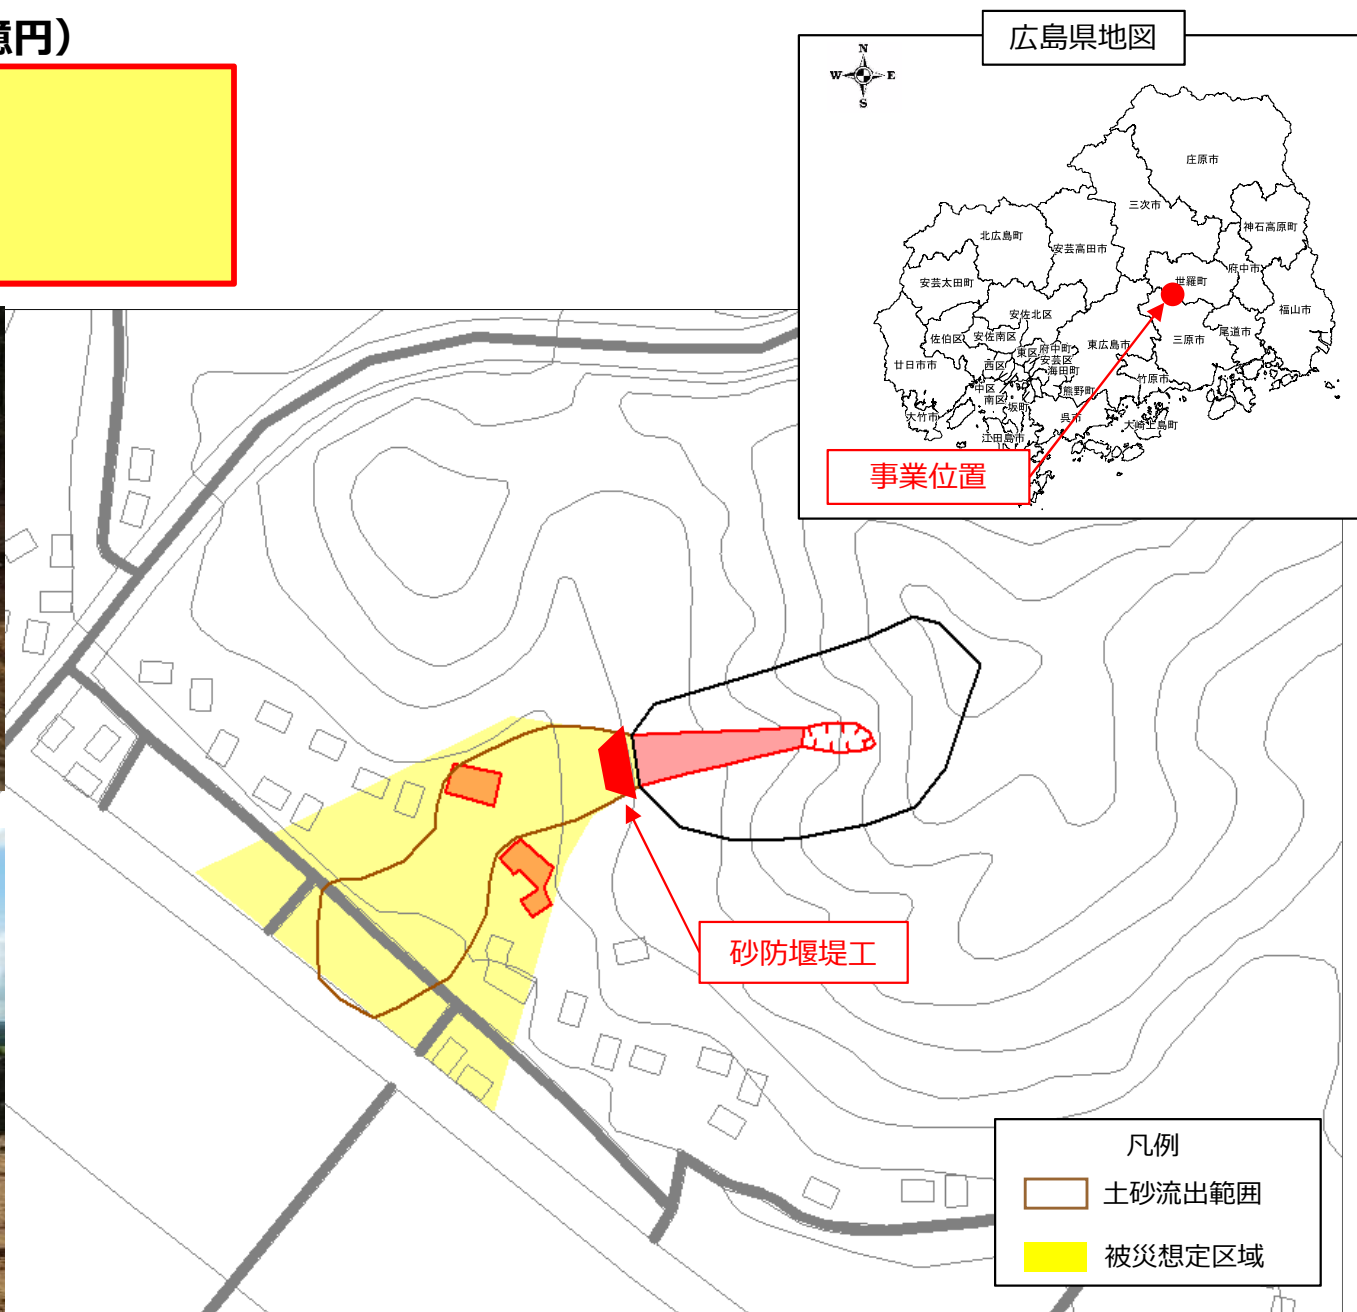 億円）
広島県地図
N
W E
S
庄原市
三次市
神石高原町
北広島町
安芸高田市
府中市
世羅町
安芸太田町
福山市
安佐北区
尾道市
佐伯区
安佐南区
三原市
東広島市
府中町
東区
安芸区
西区
廿日市市
海田町
竹原市
中区
熊野町
南区
坂町
大竹市
呉市
大崎上島町
江田島市
事業位置
砂防堰堤工
凡例
土砂流出範囲
被災想定区域